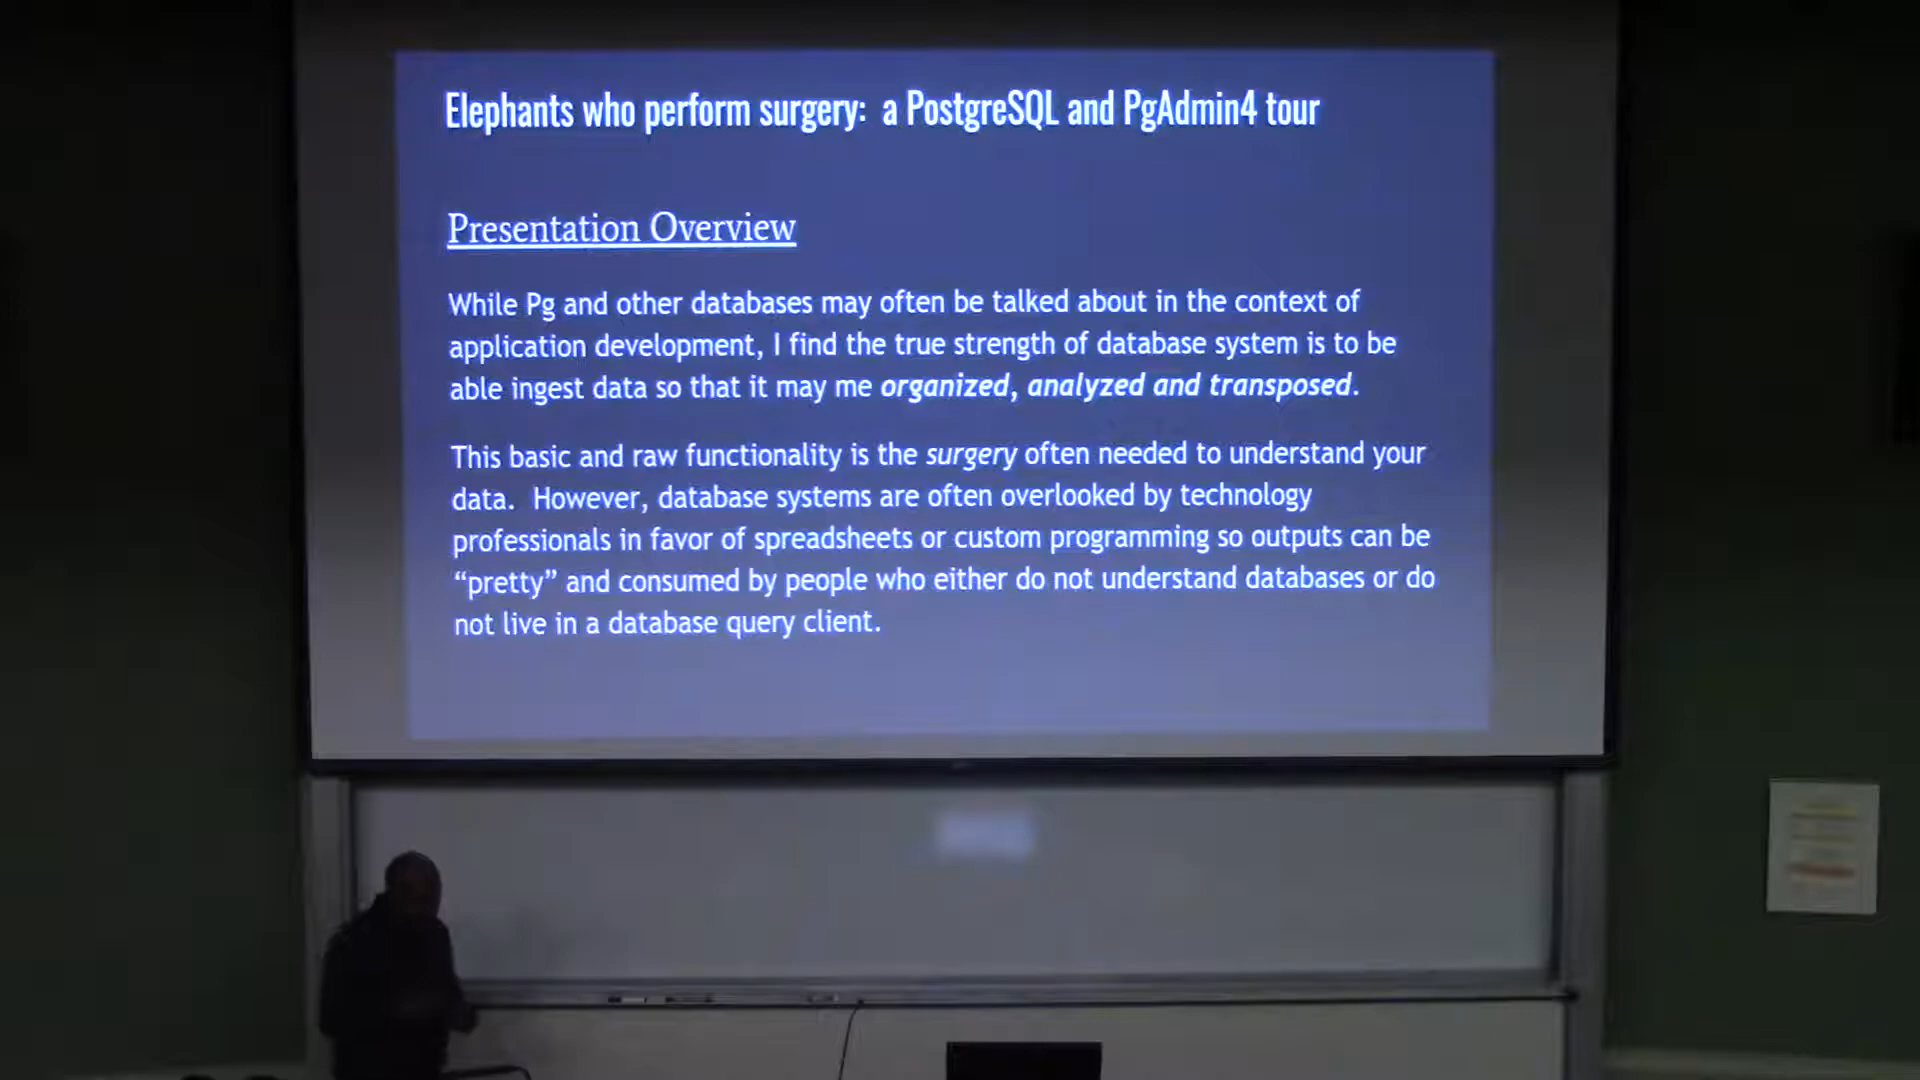 Elephants who perform surgery: a PostgreSQL and PgAdmin4 tour
Presentation Overview
While Pg and other databases may often be talked about in the context of
application development, I find the true strength of database system is to be
able ingest data so that it may me organized, analyzed and transposed.
This basic and raw functionality is the surgery often needed to understand your
data. However, database systems are often overlooked by technology
professionals in favor of spreadsheets or custom programming so outputs can be
“pretty” and consumed by people who either do not understand databases or do
not live in a database query client.